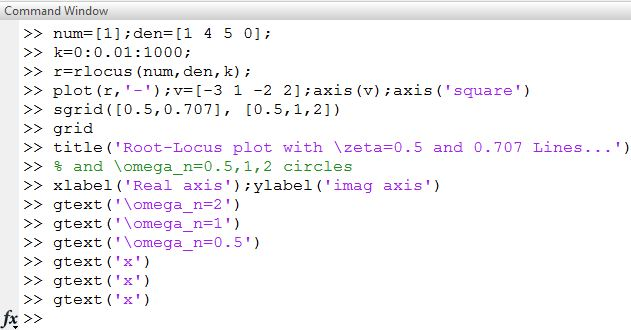 Command Window
>> num=[1];den=[1 4 5 0];
>> k=0:0.01:1000;
>> r=rlocus(num,den,k);
>> plot(r,'-');v=[-3 1 -2 2];axis(v);axis('square')
>> sgrid([0.5,0.707], [0.5,1,2])
>> grid
>> title('Root-Locus plot with \zeta=0.5 and 0.707 Lines...')
>> % and \omega_n=0.5,1,2 circles
>> xlabel('Real axis');ylabel('imag axis')
>> gtext('\omega_n=2')
>> gtext('\omega_n=1')
>> gtext('\omega_n=0.5')
>> gtext('x')
>> gtext('x')
>> gtext('x')
fx >>